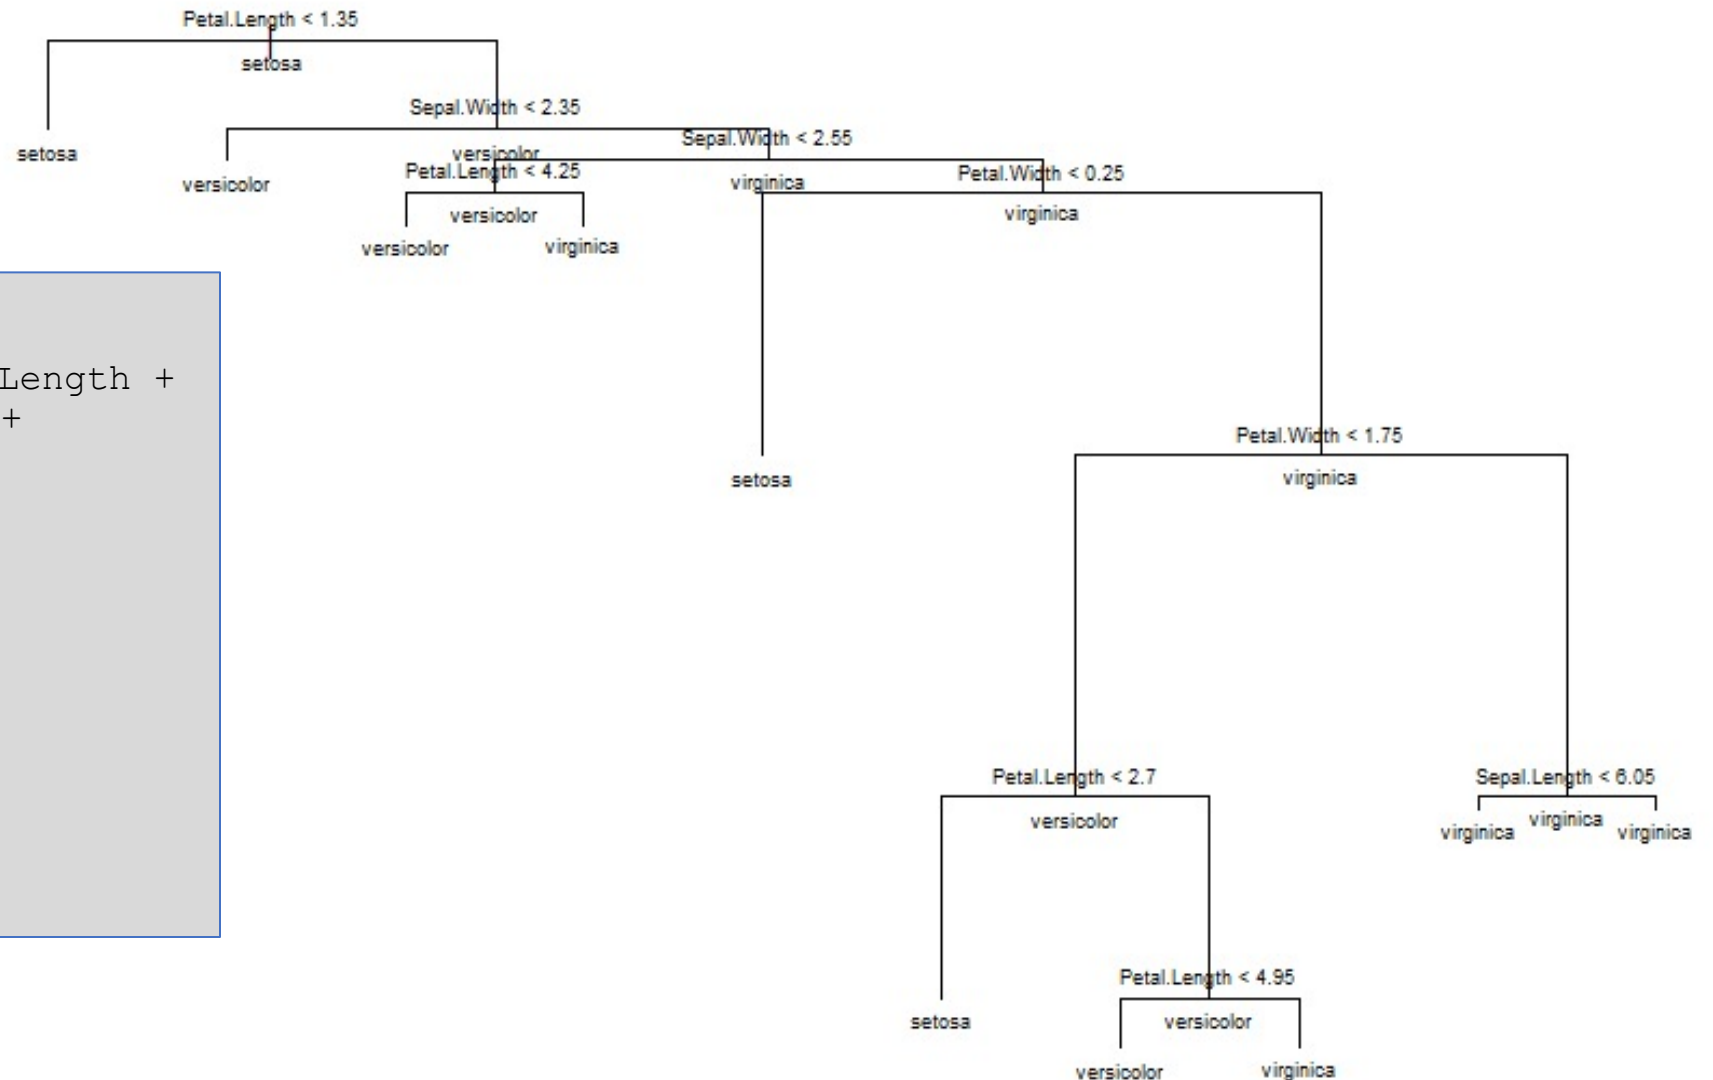 Petal.Length < 1.35
setosa
Sepal.Width < 2.35
Sepal.Width < 2.55
setosa
versicolor
Petal.Length < 4.25
Petal.Width < 0.25
versicolor
virginica
versicolor
virginica
versicolor
virginica
Length +
+
Petal.Width < 1.75
setosa
virginica
Petal.Length < 2.7
Sepal.Length < 6.05
versicolor
virginica
virginica
virginica
Petal.Length < 4.95
setosa
versicolor
versicolor
virginica